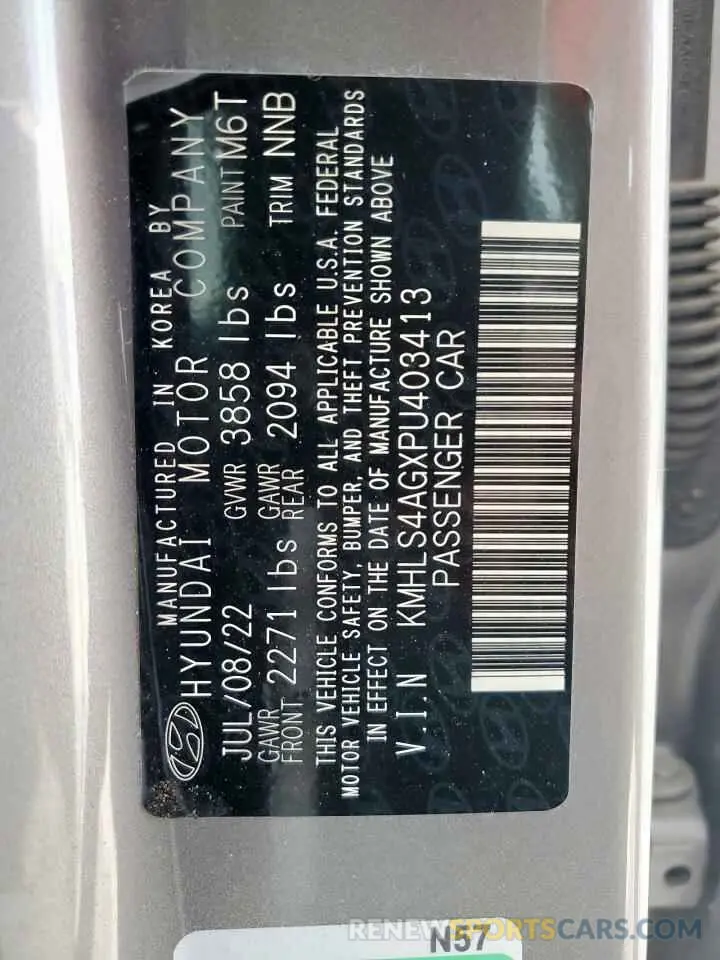 MANUFACTURED IN KOREA BY
HYUNDAI MOTOR COMPANY
JUL/08/22 GVWR 3858 lbs PAINT M6T
GAWR FRONT 2271 lbs GAWR REAR 2094 lbs TRIM NNB
THIS VEHICLE CONFORMS TO ALL APPLICABLE U.S.A. FEDERAL
MOTOR VEHICLE SAFETY, BUMPER, AND THEFT PREVENTION STANDARDS
IN EFFECT ON THE DATE OF MANUFACTURE SHOWN ABOVE
V.I.N KMHLS4AGXPU403413
PASSENGER CAR
N57
RENEWSPORTSCARS.COM